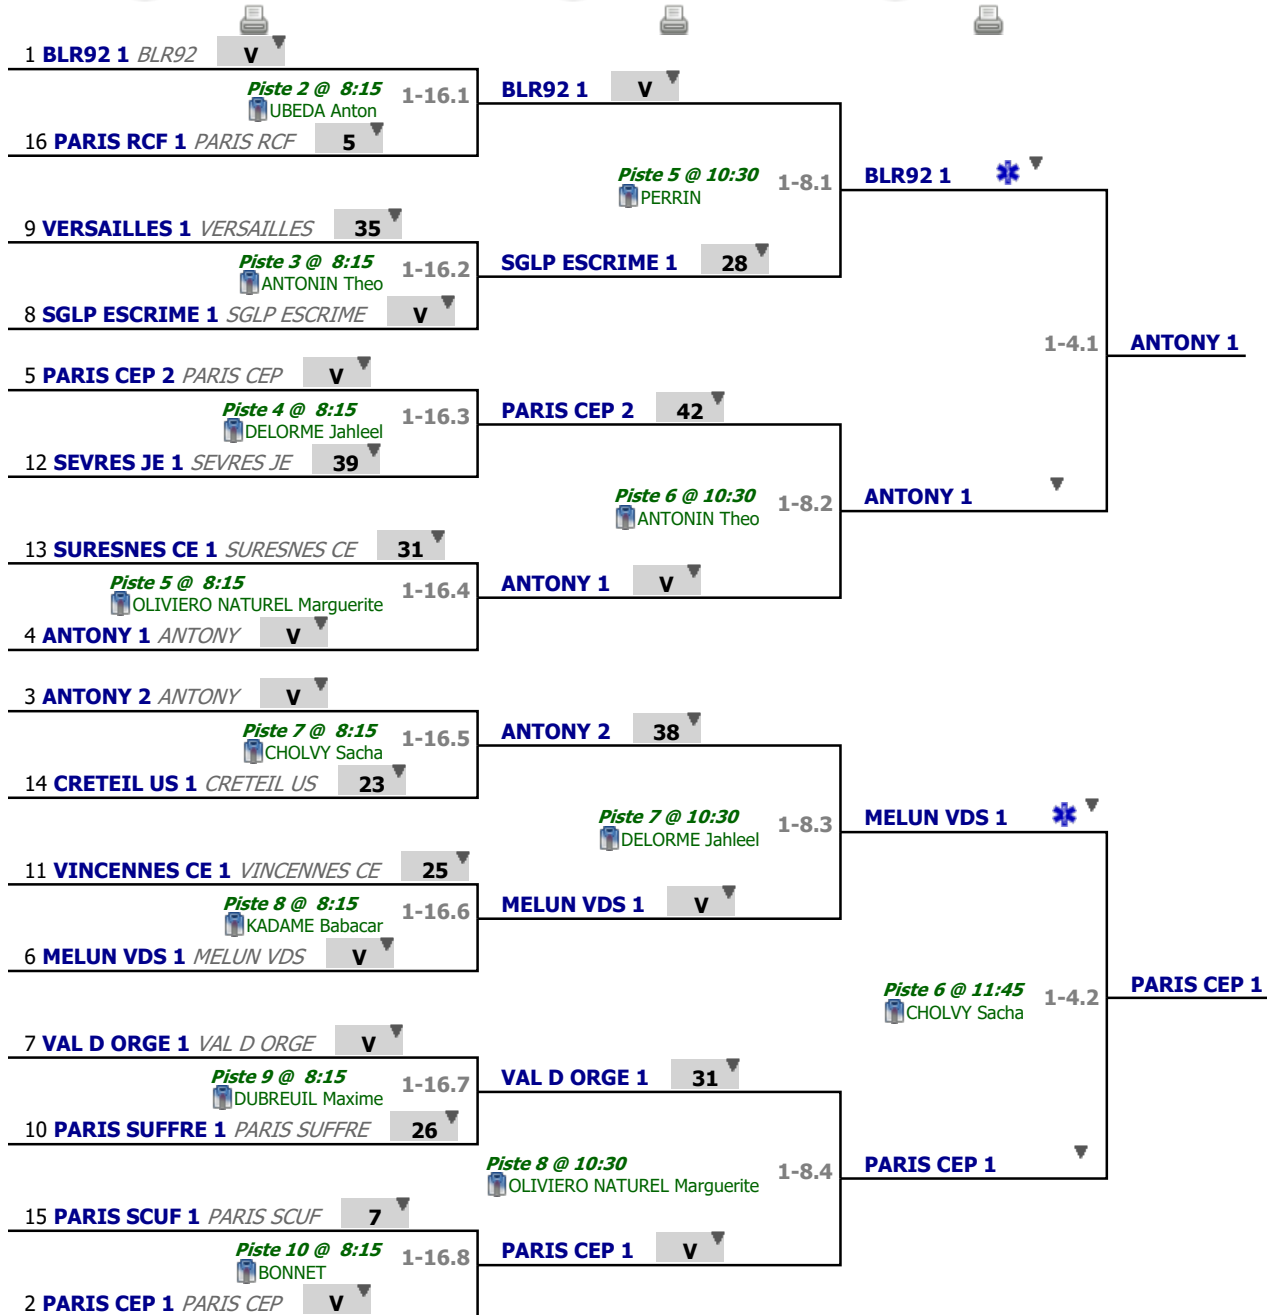 1 BLR92 1 BLR92 V
Piste 2 @ 8:15
UBEDA Anton
1-16.1
16 PARIS RCF 1 PARIS RCF 5
9 VERSAILLES 1 VERSAILLES 35
Piste 3 @ 8:15
ANTONIN Theo
1-16.2
8 SGLP ESCRIME 1 SGLP ESCRIME V
5 PARIS CEP 2 PARIS CEP V
Piste 4 @ 8:15
DELORME Jahleel
1-16.3
12 SEVRES JE 1 SEVRES JE 39
13 SURESNES CE 1 SURESNES CE 31
Piste 5 @ 8:15
OLIVIERO NATUREL Marguerite
1-16.4
4 ANTONY 1 ANTONY V
3 ANTONY 2 ANTONY V
Piste 7 @ 8:15
CHOLVY Sacha
1-16.5
14 CRETEIL US 1 CRETEIL US 23
11 VINCENNES CE 1 VINCENNES CE 25
Piste 8 @ 8:15
KADAME Babacar
1-16.6
6 MELUN VDS 1 MELUN VDS V
7 VAL D ORGE 1 VAL D ORGE V
Piste 9 @ 8:15
DUBREUIL Maxime
1-16.7
10 PARIS SUFFRE 1 PARIS SUFFRE 26
15 PARIS SCUF 1 PARIS SCUF 7
Piste 10 @ 8:15
BONNET
1-16.8
2 PARIS CEP 1 PARIS CEP V
BLR92 1 V
Piste 5 @ 10:30
PERRIN
1-8.1
SGLP ESCRIME 1 28
PARIS CEP 2 42
Piste 6 @ 10:30
ANTONIN Theo
1-8.2
ANTONY 1 V
ANTONY 2 38
Piste 7 @ 10:30
DELORME Jahleel
1-8.3
MELUN VDS 1 V
VAL D ORGE 1 31
Piste 8 @ 10:30
OLIVIERO NATUREL Marguerite
1-8.4
PARIS CEP 1 V
BLR92 1
1-4.1
ANTONY 1
MELUN VDS 1
Piste 6 @ 11:45
CHOLVY Sacha
1-4.2
PARIS CEP 1
ANTONY 1
PARIS CEP 1